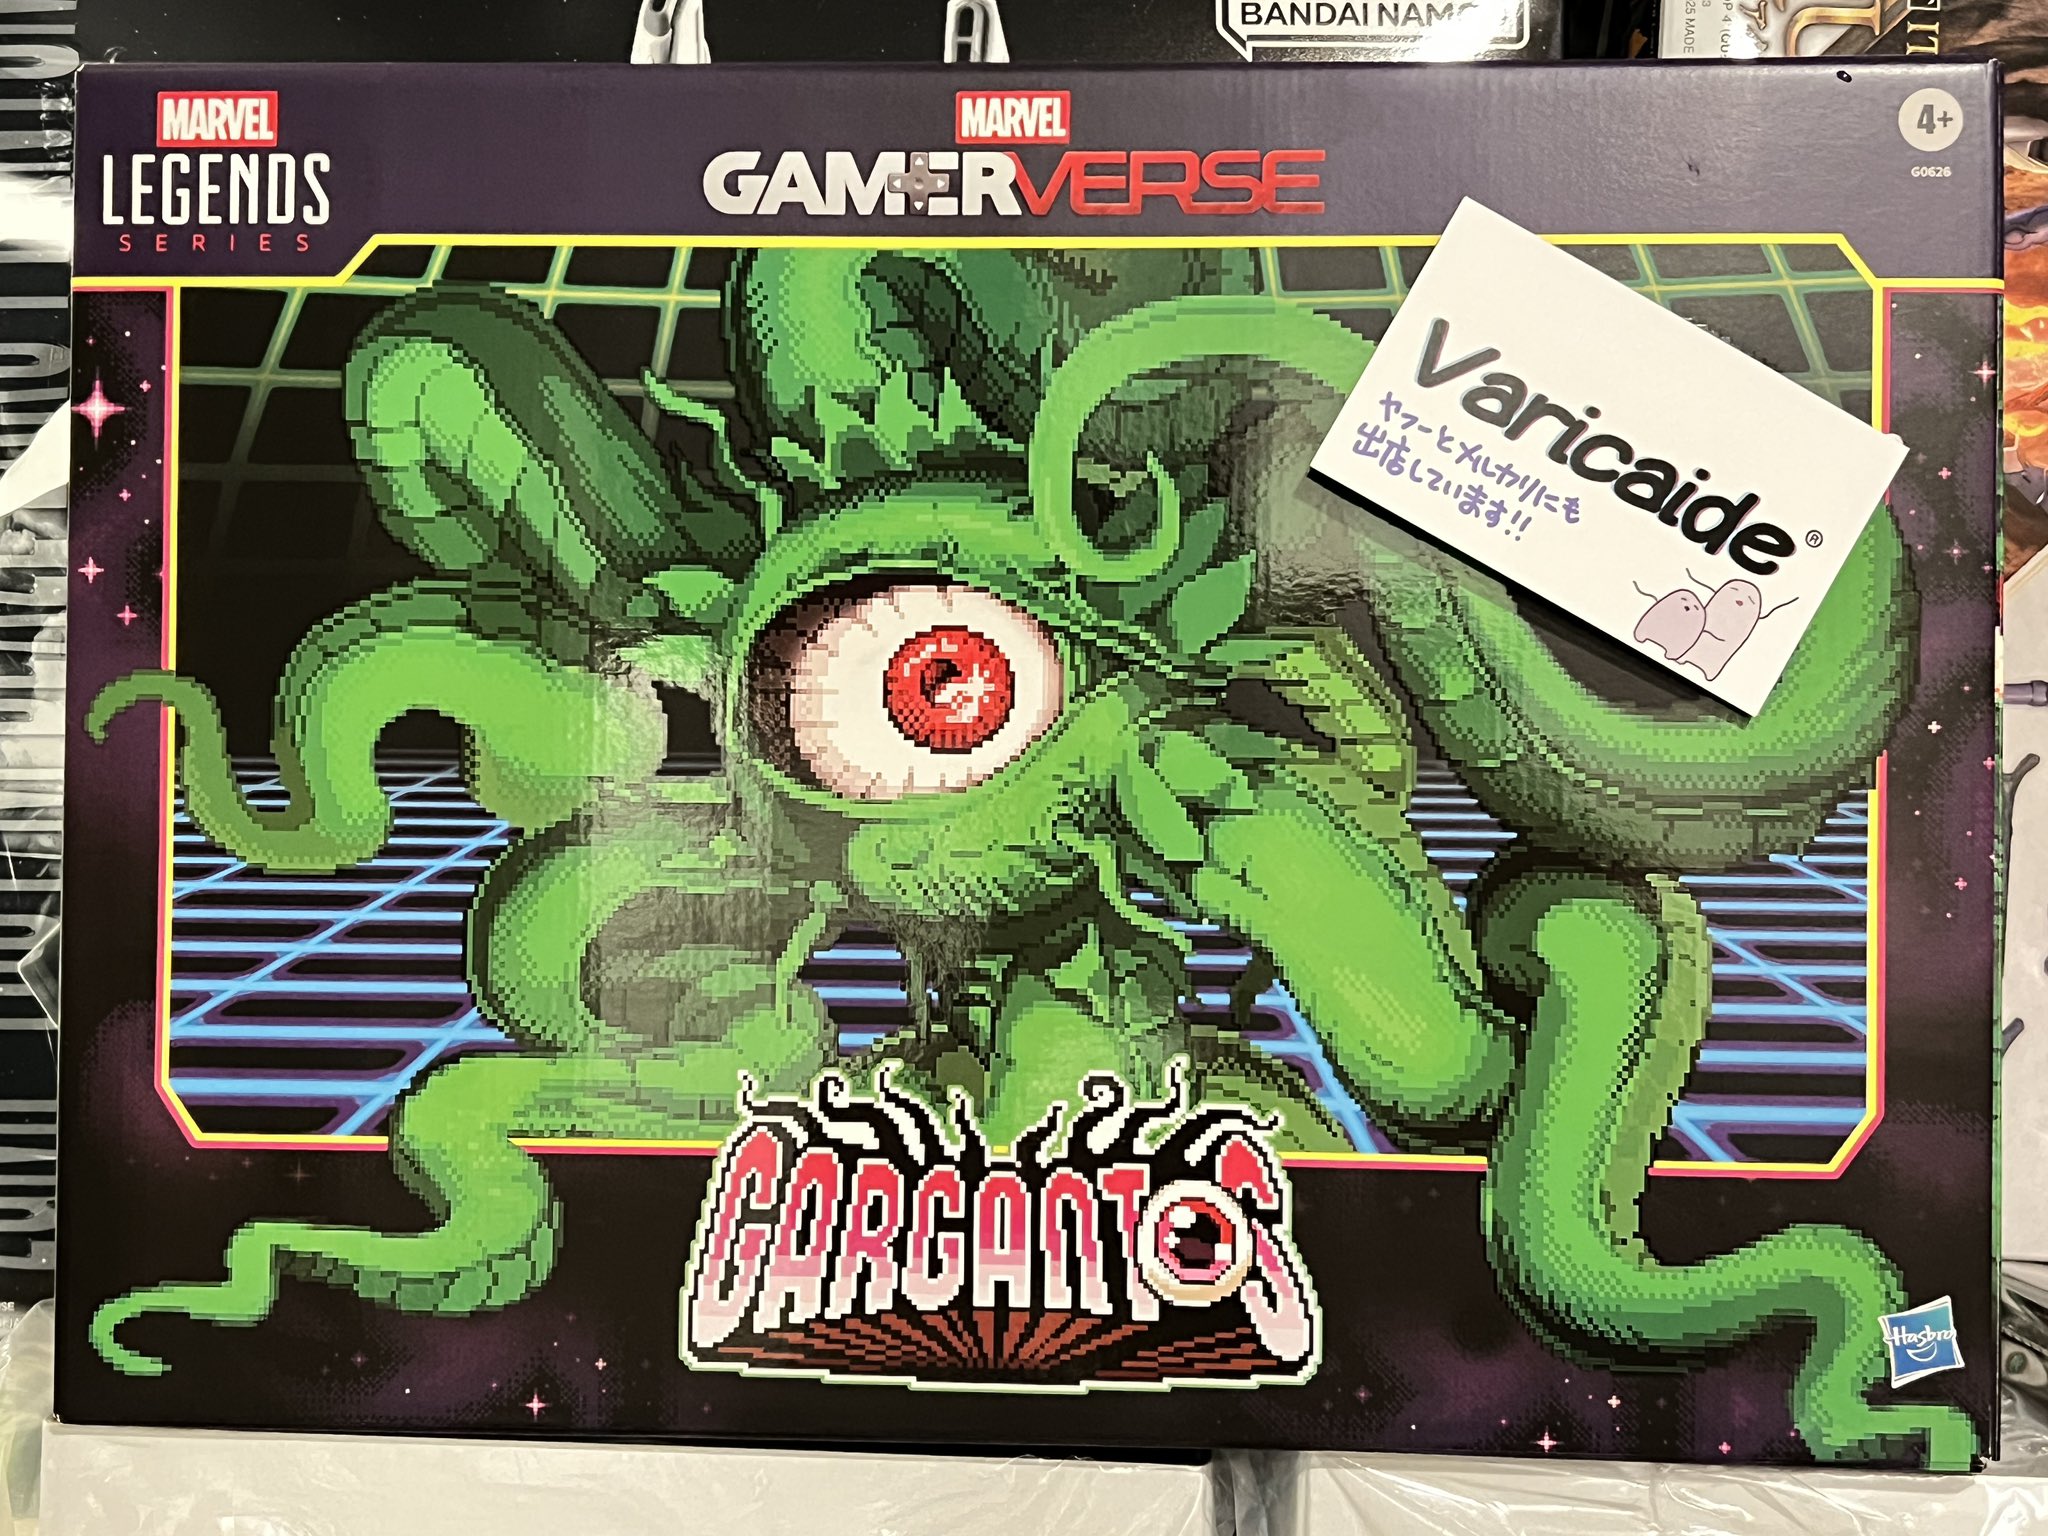 BANDAI NAMCO
MARVEL
LEGENDS
SERIES
MARVEL
GAMERVERSE
4+
G0626
Varicaide®
ヤフーとメルカリにも
出店しています!!
GARGANTOS
Hasbro